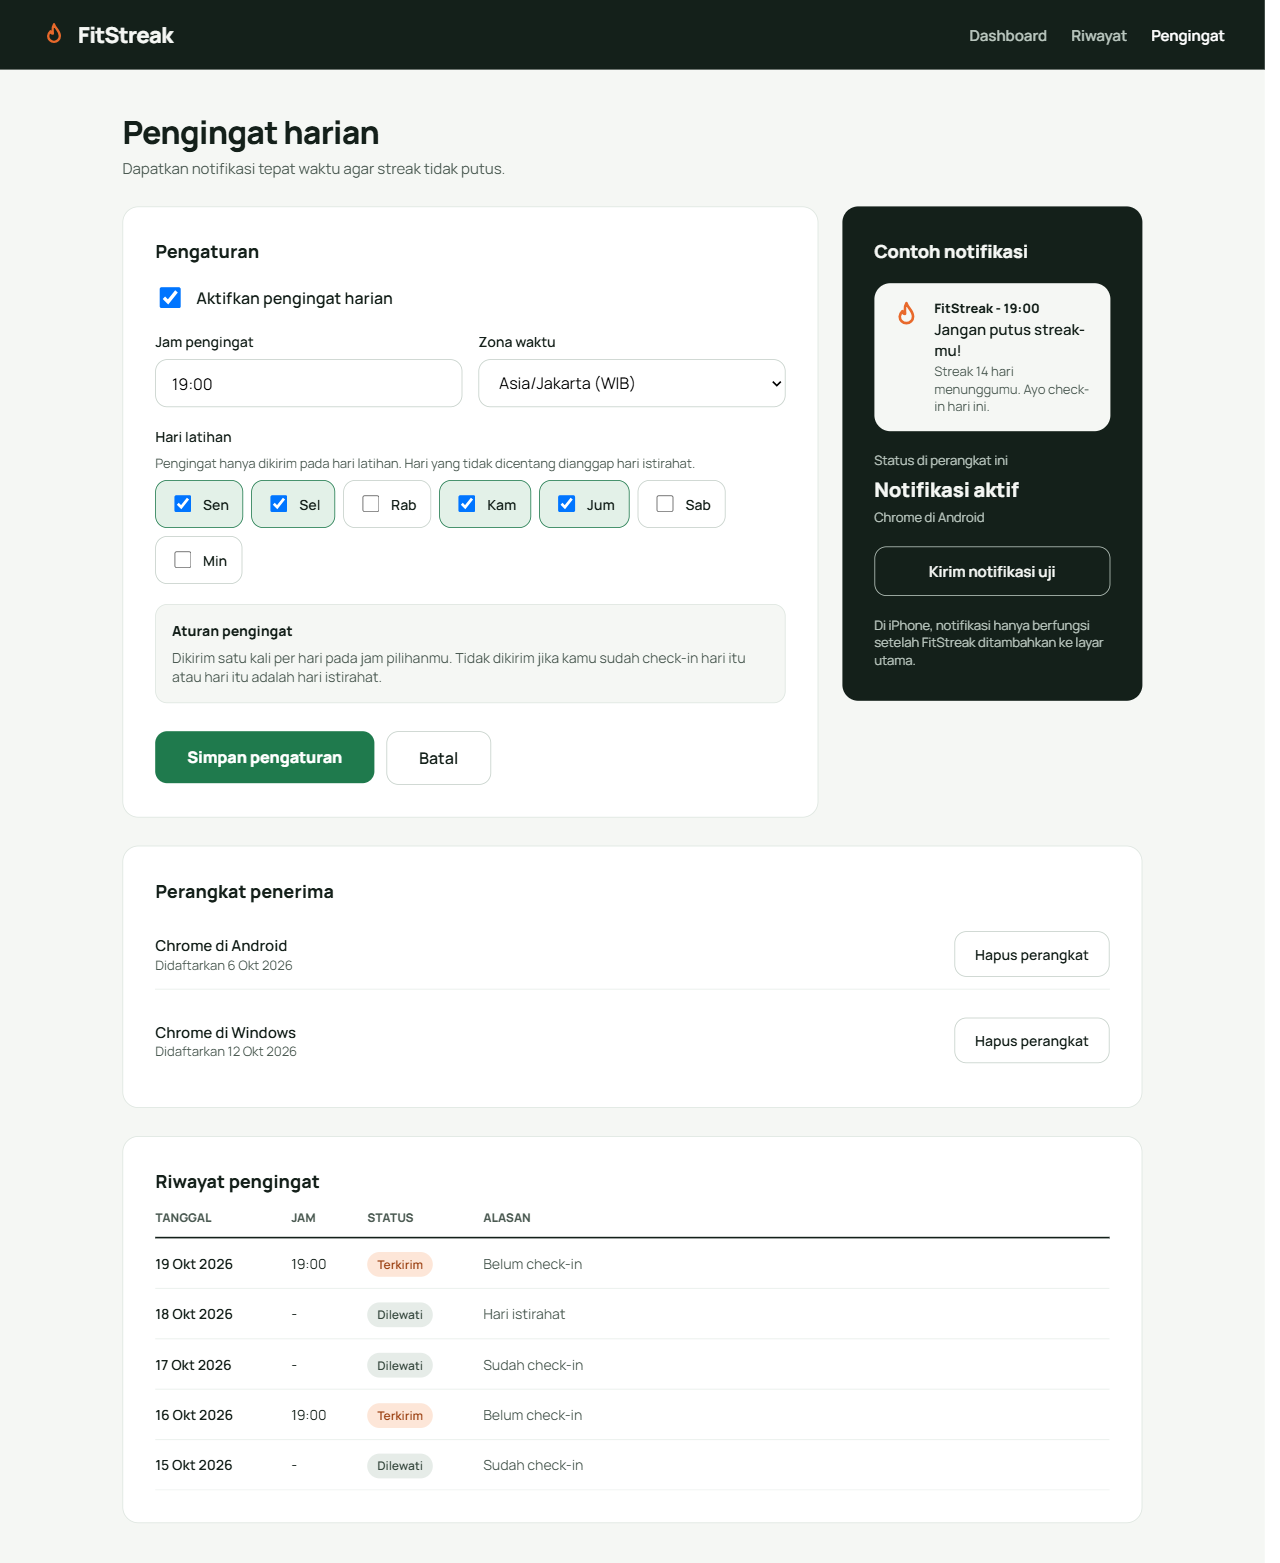 FitStreak
Dashboard Riwayat Pengingat
Pengingat harian
Dapatkan notifikasi tepat waktu agar streak tidak putus.
Pengaturan
Aktifkan pengingat harian
Jam pengingat
Zona waktu
19:00
Asia/Jakarta (WIB)
Hari latihan
Pengingat hanya dikirim pada hari latihan. Hari yang tidak dicentang dianggap hari istirahat.
Sen Sel Rab Kam Jum Sab
Min
Aturan pengingat
Dikirim satu kali per hari pada jam pilihanmu. Tidak dikirim jika kamu sudah check-in hari itu
atau hari itu adalah hari istirahat.
Simpan pengaturan
Batal
Contoh notifikasi
FitStreak - 19:00
Jangan putus streak-
mu!
Streak 14 hari
menunggumu. Ayo check-
in hari ini.
Status di perangkat ini
Notifikasi aktif
Chrome di Android
Kirim notifikasi uji
Di iPhone, notifikasi hanya berfungsi
setelah FitStreak ditambahkan ke layar
utama.
Perangkat penerima
Chrome di Android
Didaftarkan 6 Okt 2026
Hapus perangkat
Chrome di Windows
Didaftarkan 12 Okt 2026
Hapus perangkat
Riwayat pengingat
TANGGAL JAM STATUS ALASAN
19 Okt 2026 19:00 Terkirim Belum check-in
18 Okt 2026 - Dilewati Hari istirahat
17 Okt 2026 - Dilewati Sudah check-in
16 Okt 2026 19:00 Terkirim Belum check-in
15 Okt 2026 - Dilewati Sudah check-in